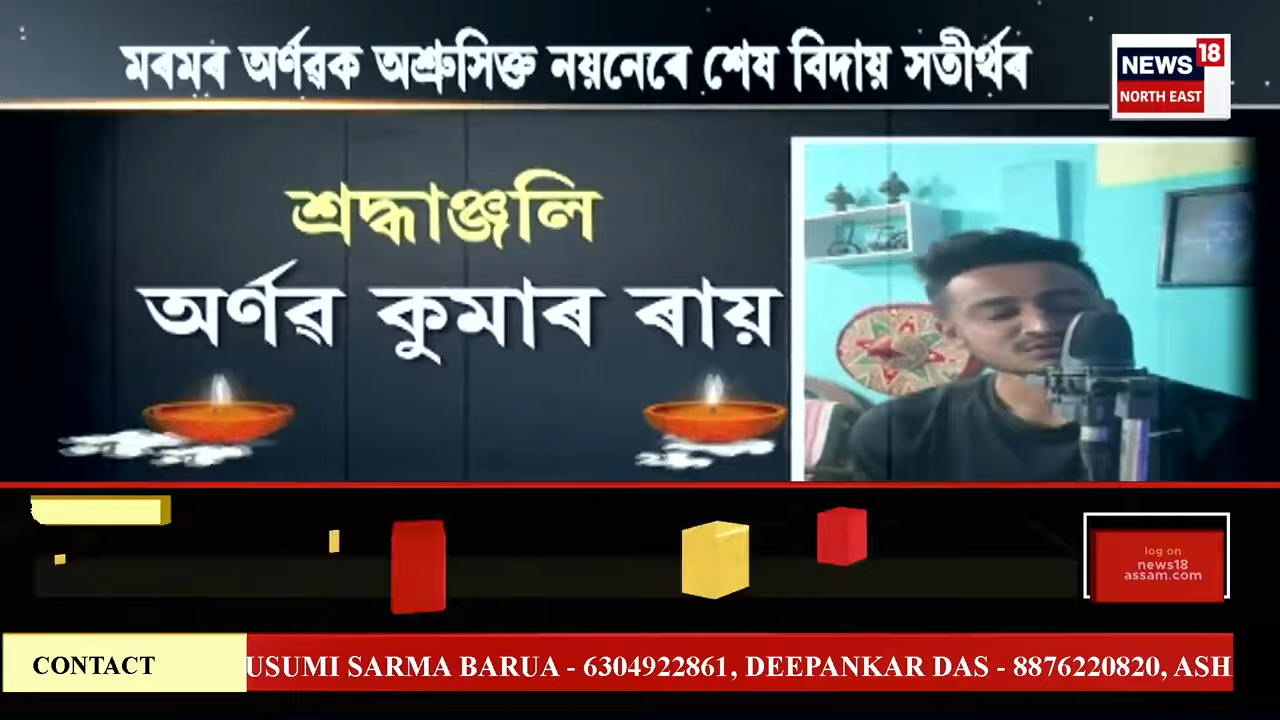 মৰমৰ অৰ্ণৱক অশ্ৰুসিক্ত নয়নেৰে শেষ বিদায় সতীৰ্থৰ
NEWS 18
NORTH EAST
শ্ৰদ্ধাঞ্জলি
অৰ্ণৱ কুমাৰ ৰায়
log on
news18
assam.com
CONTACT
USUMI SARMA BARUA - 6304922861, DEEPANKAR DAS - 8876220820, ASH